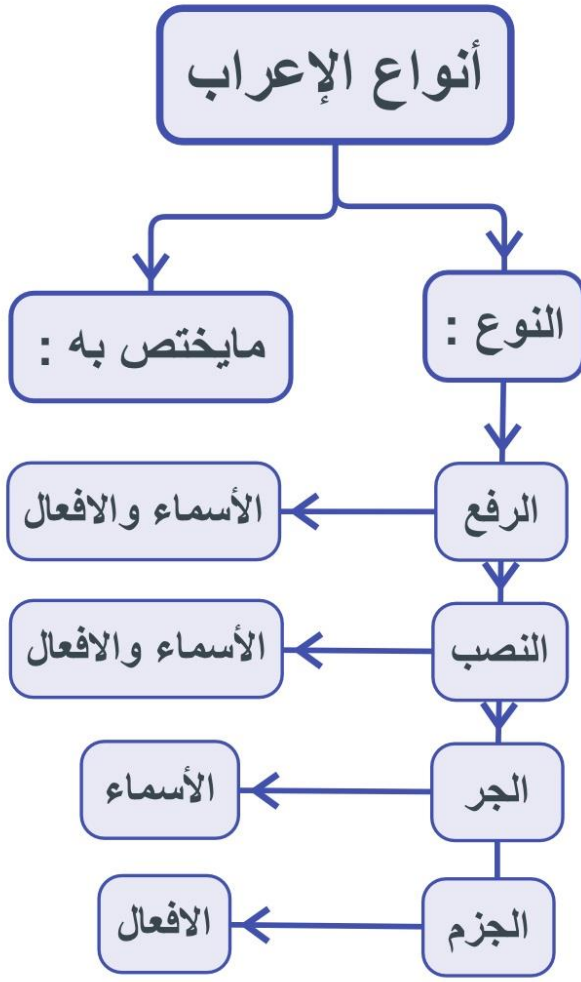 أنواع الإعراب
النوع :
مايختص به :
الرفع
الأسماء والافعال
النصب
الأسماء والافعال
الجر
الأسماء
الجزم
الافعال